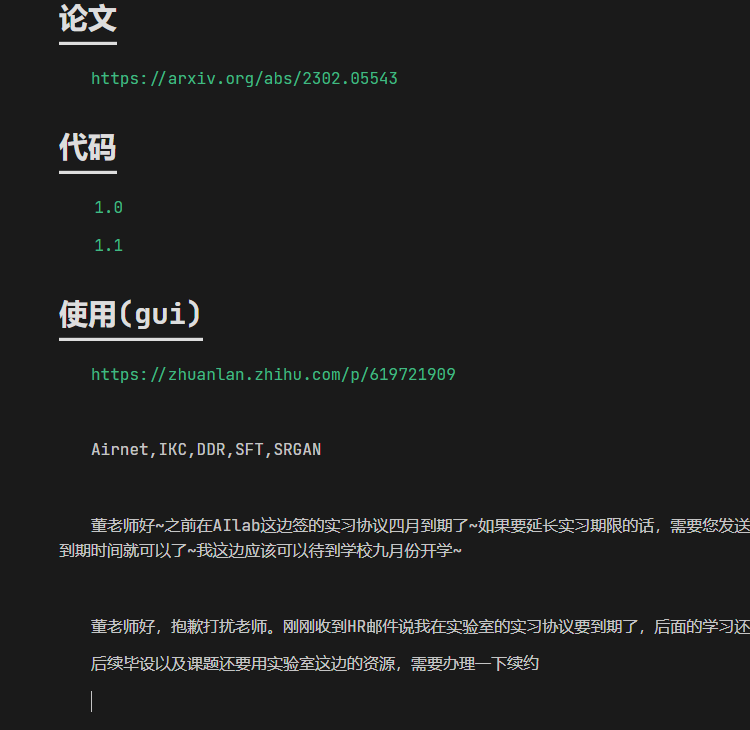 论文
https://arxiv.org/abs/2302.05543
代码
1.0
1.1
使用(gui)
https://zhuanlan.zhihu.com/p/619721909
Airnet,IKC,DDR,SFT,SRGAN
董老师好~之前在AIlab这边签的实习协议四月到期了~如果要延长实习期限的话，需要您发送
到期时间就可以了~我这边应该可以待到学校九月份开学~
董老师好，抱歉打扰老师。刚刚收到HR邮件说我在实验室的实习协议要到期了，后面的学习还
后续毕设以及课题还要用实验室这边的资源，需要办理一下续约